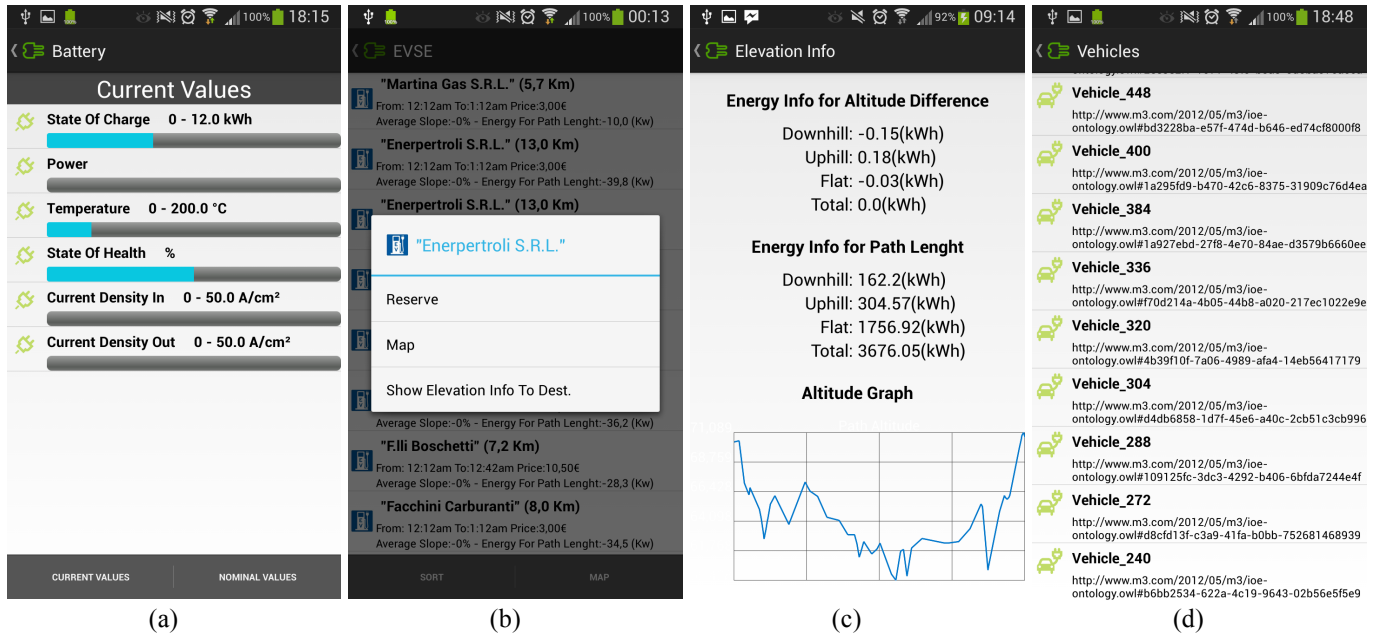 100% 18:15
Battery
Current Values
State Of Charge 0 - 12.0 kWh
Power
Temperature 0 - 200.0 °C
State Of Health %
Current Density In 0 - 50.0 A/cm²
Current Density Out 0 - 50.0 A/cm²
CURRENT VALUES NOMINAL VALUES
(a)
100% 00:13
EVSE
"Martina Gas S.R.L." (5,7 Km)
From: 12:12am To:1:12am Price:3,00€
Average Slope:-0% - Energy For Path Lenght:-10,0 (Kw)
"Enerpertroli S.R.L." (13,0 Km)
From: 12:12am To:1:12am Price:3,00€
Average Slope:-0% - Energy For Path Lenght:-39,8 (Kw)
"Enerpertroli S.R.L." (13,0 Km)
"Enerpertroli S.R.L."
Reserve
Map
Show Elevation Info To Dest.
Average Slope:-0% - Energy For Path Lenght:-36,2 (Kw)
"F.lli Boschetti" (7,2 Km)
From: 12:12am To:12:42am Price:10,50€
Average Slope:-0% - Energy For Path Lenght:-28,3 (Kw)
"Facchini Carburanti" (8,0 Km)
From: 12:12am To:1:12am Price:3,00€
Average Slope:-0% - Energy For Path Lenght:-34,5 (Kw)
SORT MAP
(b)
92% 09:14
Elevation Info
Energy Info for Altitude Difference
Downhill: -0.15(kWh)
Uphill: 0.18(kWh)
Flat: -0.03(kWh)
Total: 0.0(kWh)
Energy Info for Path Lenght
Downhill: 162.2(kWh)
Uphill: 304.57(kWh)
Flat: 1756.92(kWh)
Total: 3676.05(kWh)
Altitude Graph
Path Altitude
(c)
100% 18:48
Vehicles
Vehicle_448
http://www.m3.com/2012/05/m3/ioe-
ontology.owl#bd3228ba-e57f-474d-b646-ed74cf8000f8
Vehicle_400
http://www.m3.com/2012/05/m3/ioe-
ontology.owl#1a295fd9-b470-42c6-8375-31909c76d4ea
Vehicle_384
http://www.m3.com/2012/05/m3/ioe-
ontology.owl#1a927ebd-27f8-4e70-84ae-d3579b6660ee
Vehicle_336
http://www.m3.com/2012/05/m3/ioe-
ontology.owl#f70d214a-4b05-44b8-a020-217ec1022e9e
Vehicle_320
http://www.m3.com/2012/05/m3/ioe-
ontology.owl#4b39f10f-7a06-4989-afa4-14eb56417179
Vehicle_304
http://www.m3.com/2012/05/m3/ioe-
ontology.owl#d4db6858-1d7f-45e6-a40c-2cb51c3cb996
Vehicle_288
http://www.m3.com/2012/05/m3/ioe-
ontology.owl#109125fc-3dc3-4292-b406-6bfda7244e4f
Vehicle_272
http://www.m3.com/2012/05/m3/ioe-
ontology.owl#d8cfd13f-c3a9-41fa-b0bb-752681468939
Vehicle_240
http://www.m3.com/2012/05/m3/ioe-
ontology.owl#b6bb2534-622a-4c19-9643-02b56e5f5e9
(d)